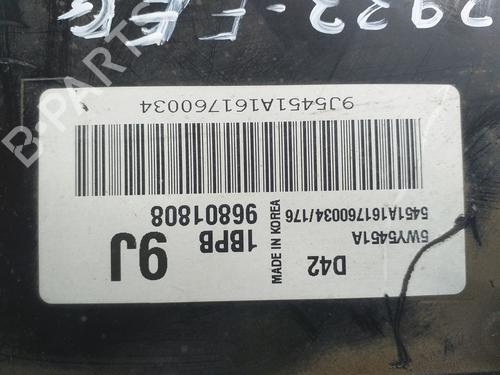 D42
5WY5451A
5451A161760034/176
MADE IN KOREA
9J
1BPB
96801808
9J5451A161760034
B-PARTS